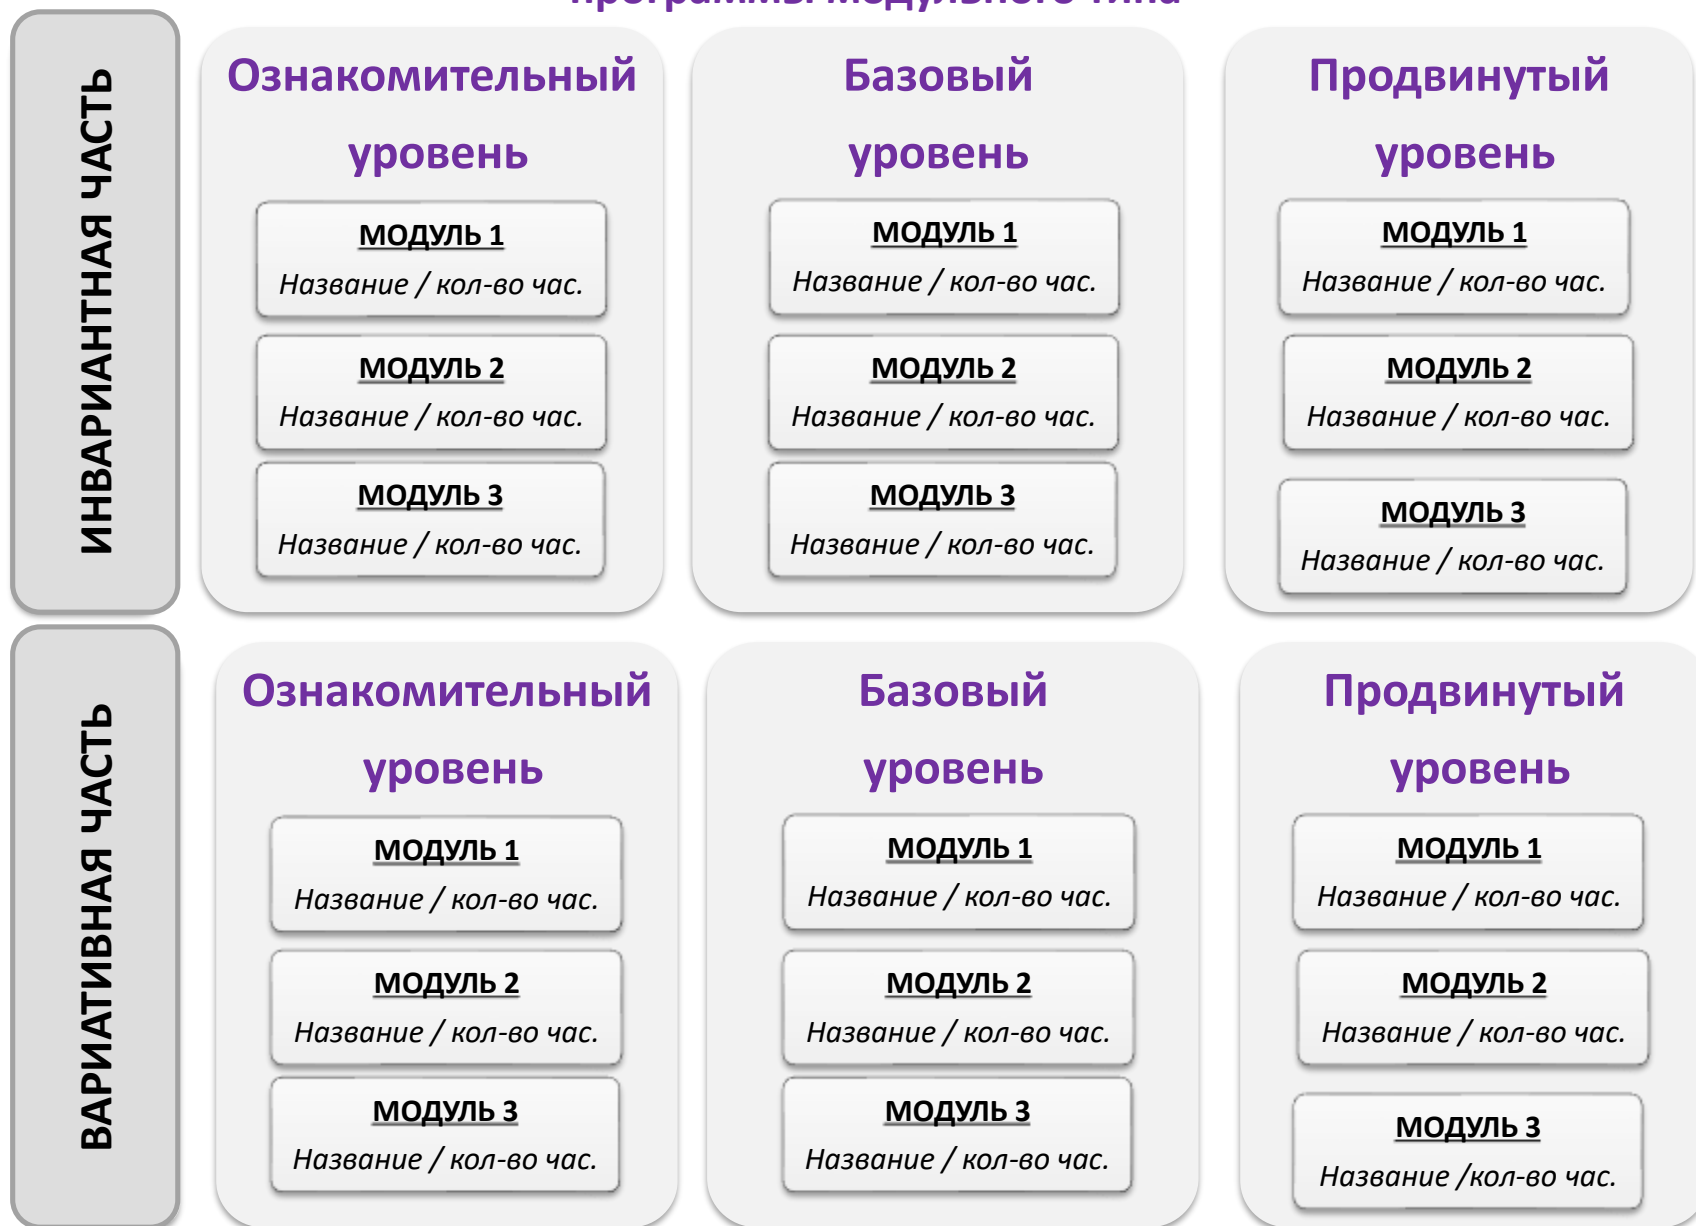 программы модульного типа
ИНВАРИАНТНАЯ ЧАСТЬ
Ознакомительный
уровень
МОДУЛЬ 1
Название / кол-во час.
МОДУЛЬ 2
Название / кол-во час.
МОДУЛЬ 3
Название / кол-во час.
Базовый
уровень
МОДУЛЬ 1
Название / кол-во час.
МОДУЛЬ 2
Название / кол-во час.
МОДУЛЬ 3
Название / кол-во час.
Продвинутый
уровень
МОДУЛЬ 1
Название / кол-во час.
МОДУЛЬ 2
Название / кол-во час.
МОДУЛЬ 3
Название / кол-во час.
ВАРИАТИВНАЯ ЧАСТЬ
Ознакомительный
уровень
МОДУЛЬ 1
Название / кол-во час.
МОДУЛЬ 2
Название / кол-во час.
МОДУЛЬ 3
Название / кол-во час.
Базовый
уровень
МОДУЛЬ 1
Название / кол-во час.
МОДУЛЬ 2
Название / кол-во час.
МОДУЛЬ 3
Название / кол-во час.
Продвинутый
уровень
МОДУЛЬ 1
Название / кол-во час.
МОДУЛЬ 2
Название / кол-во час.
МОДУЛЬ 3
Название /кол-во час.